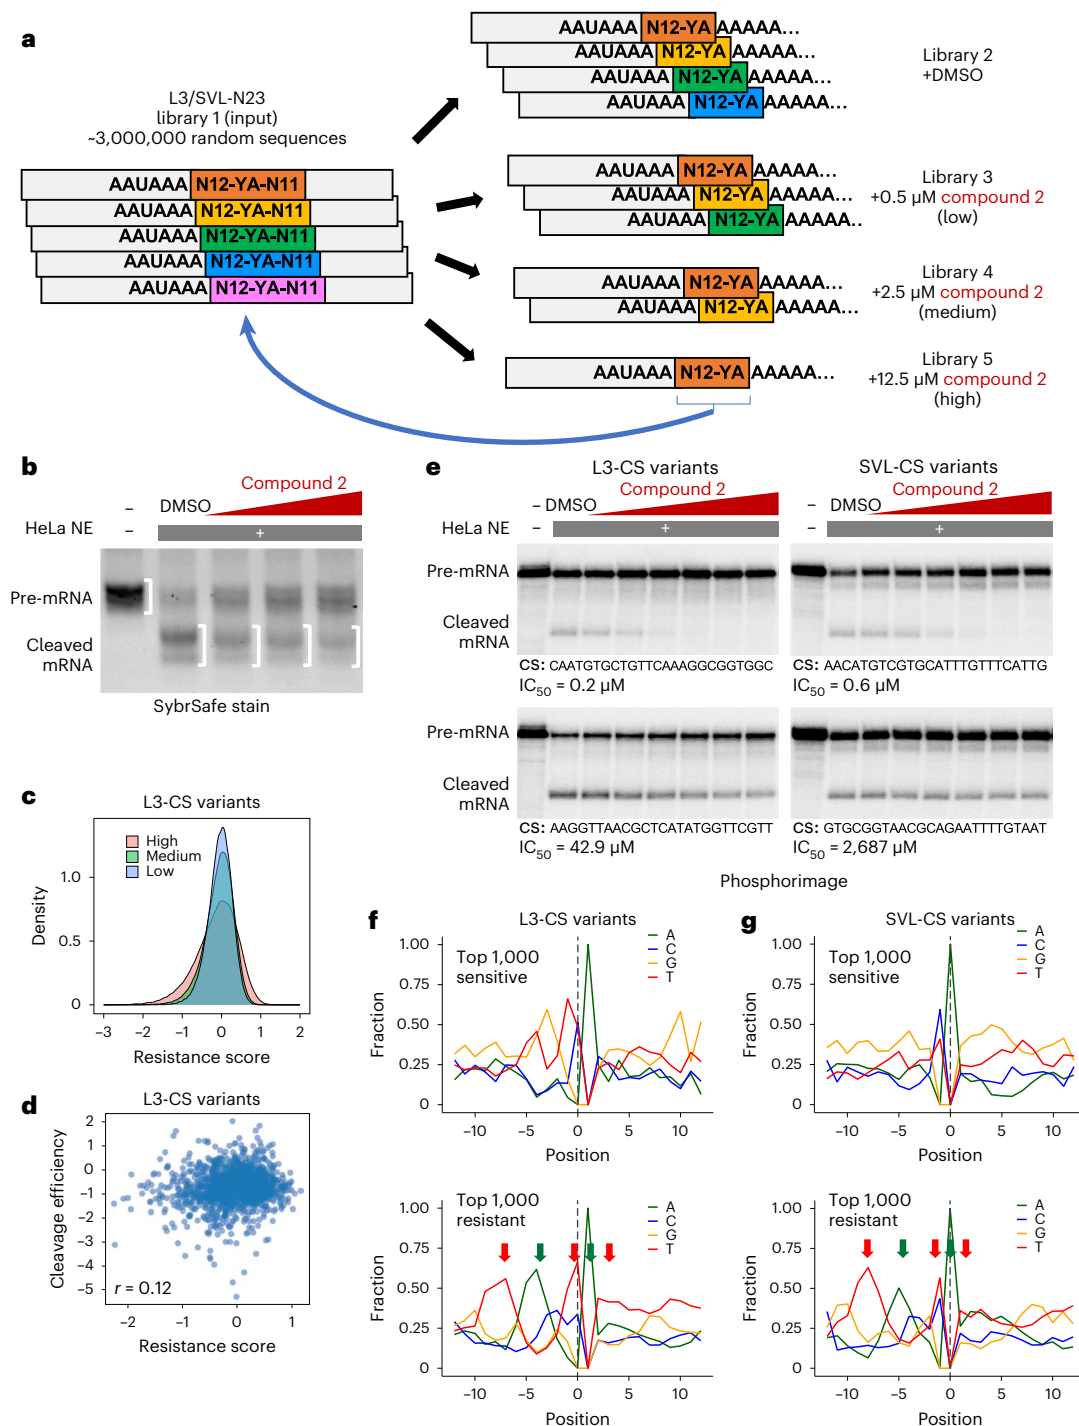 a
L3/SVL-N23
library 1 (input)
~3,000,000 random sequences
AAUAAA N12-YA-N11
AAUAAA N12-YA-N11
AAUAAA N12-YA-N11
AAUAAA N12-YA-N11
AAUAAA N12-YA-N11
AAUAAA N12-YA AAAAA...
AAUAAA N12-YA AAAAA...
AAUAAA N12-YA AAAAA...
AAUAAA N12-YA AAAAA...
Library 2
+DMSO
AAUAAA N12-YA AAAAA...
AAUAAA N12-YA AAAAA...
AAUAAA N12-YA AAAAA...
Library 3
+0.5 µM compound 2
(low)
AAUAAA N12-YA AAAAA...
AAUAAA N12-YA AAAAA...
Library 4
+2.5 µM compound 2
(medium)
AAUAAA N12-YA AAAAA...
Library 5
+12.5 µM compound 2
(high)
b
Compound 2
– DMSO
HeLa NE – +
Pre-mRNA
Cleaved
mRNA
SybrSafe stain
c
L3-CS variants
High
Medium
Low
Density
1.0
0.5
0
–3 –2 –1 0 1 2
Resistance score
d
L3-CS variants
Cleavage efficiency
2
1
0
–1
–2
–3
–4
–5
r = 0.12
–2 –1 0 1
Resistance score
e
L3-CS variants
Compound 2
– DMSO
HeLa NE – +
Pre-mRNA
Cleaved
mRNA
CS: CAATGTGCTGTTCAAAGGCGGTGGC
IC50 = 0.2 µM
SVL-CS variants
Compound 2
– DMSO
– +
CS: AACATGTCGTGCATTTGTTTCATTG
IC50 = 0.6 µM
Pre-mRNA
Cleaved
mRNA
CS: AAGGTTAACGCTCATATGGTTCGTT
IC50 = 42.9 µM
CS: GTGCGGTAACGCAGAATTTTGTAAT
IC50 = 2,687 µM
Phosphorimage
f
L3-CS variants
Top 1,000
sensitive
A
C
G
T
Fraction
1.00
0.75
0.50
0.25
0
–10 –5 0 5 10
Position
Top 1,000
resistant
A
C
G
T
Fraction
1.00
0.75
0.50
0.25
0
–10 –5 0 5 10
Position
g
SVL-CS variants
Top 1,000
sensitive
A
C
G
T
Fraction
1.00
0.75
0.50
0.25
0
–10 –5 0 5 10
Position
Top 1,000
resistant
A
C
G
T
Fraction
1.00
0.75
0.50
0.25
0
–10 –5 0 5 10
Position